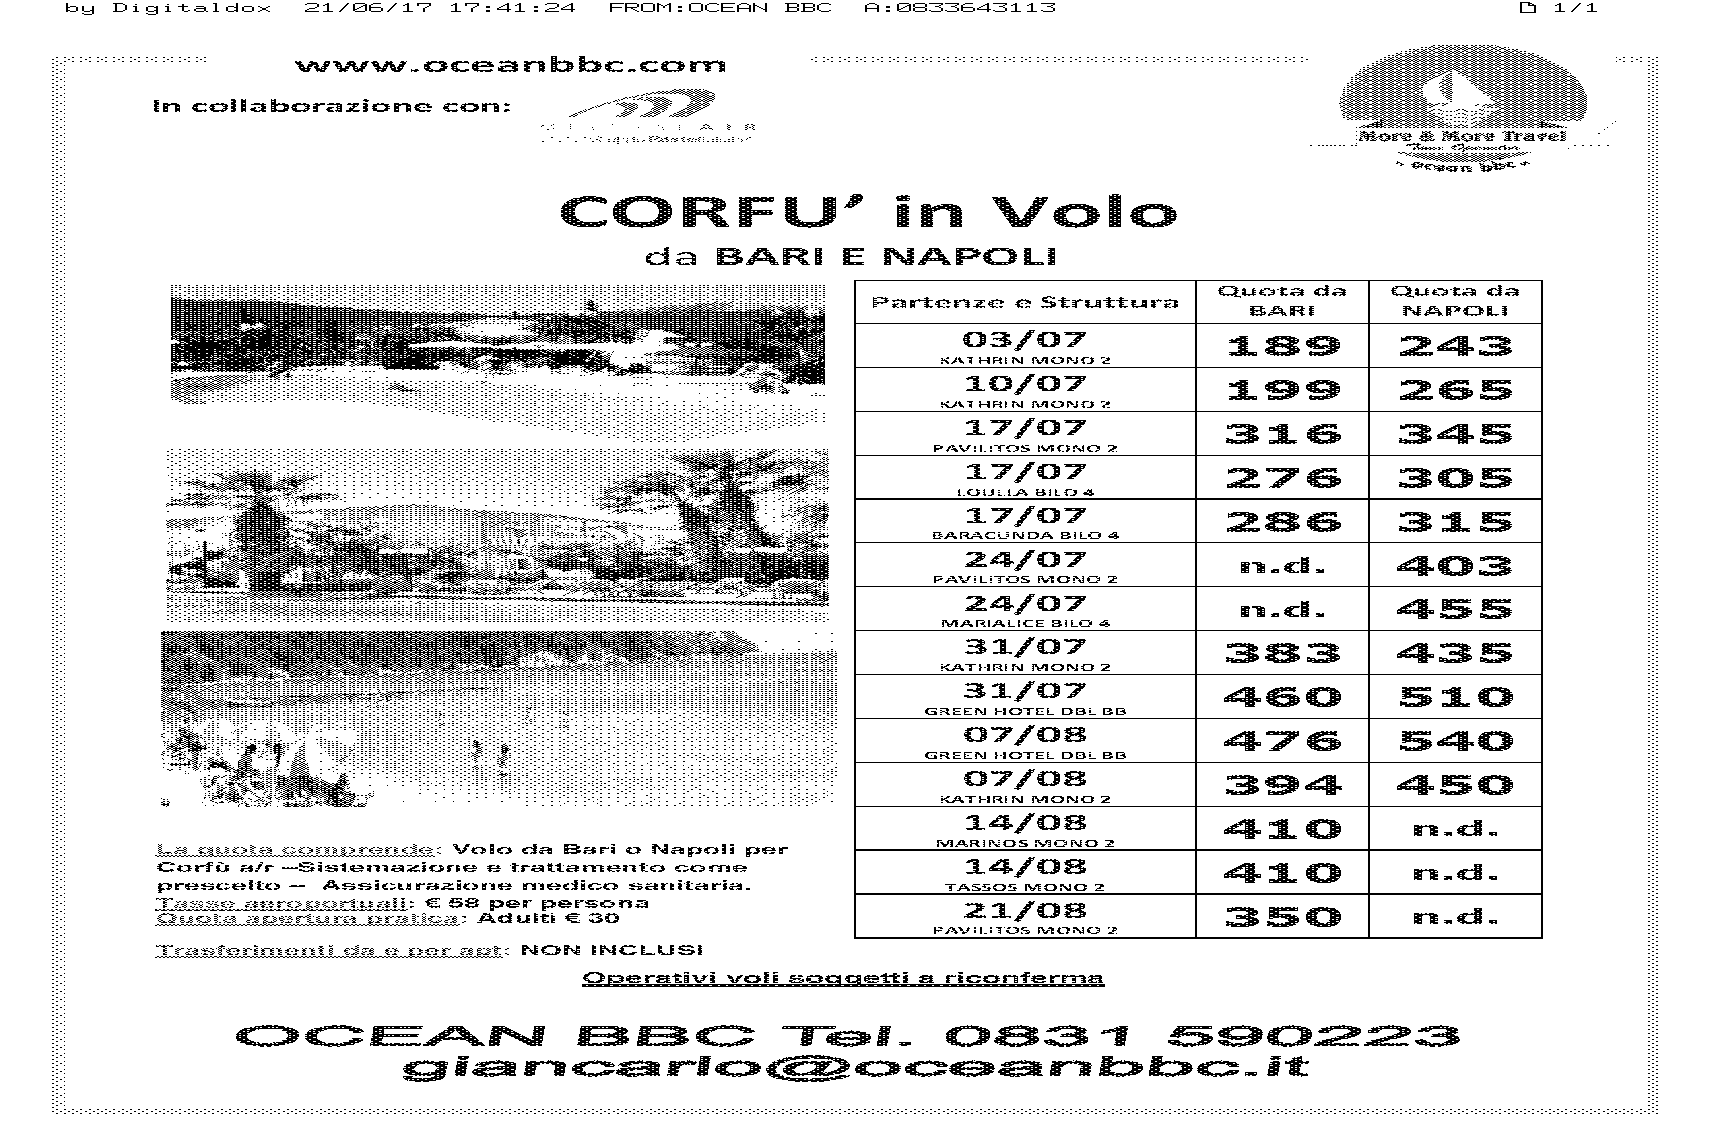 by Digitaldox 21/06/17 17:41:24 FROM:OCEAN BBC A:0833643113 1/1
www.oceanbbc.com
In collaborazione con:
More & More Travel
Ocean bbc
CORFU’ in Volo
da BARI E NAPOLI
Partenze e Struttura Quota da BARI Quota da NAPOLI
03/07 189 243
KATHRIN MONO 2
10/07 199 265
KATHRIN MONO 2
17/07 316 345
PAVILITOS MONO 2
17/07 276 305
LOULLA BILO 4
17/07 286 315
BARACUNDA BILO 4
24/07 n.d. 403
PAVILITOS MONO 2
24/07 n.d. 455
MARIALICE BILO 4
31/07 383 435
KATHRIN MONO 2
31/07 460 510
GREEN HOTEL DBL BB
07/08 476 540
GREEN HOTEL DBL BB
07/08 394 450
KATHRIN MONO 2
14/08 410 n.d.
MARINOS MONO 2
14/08 410 n.d.
TASSOS MONO 2
21/08 350 n.d.
PAVILITOS MONO 2
La quota comprende: Volo da Bari o Napoli per
Corfù a/r –Sistemazione e trattamento come
prescelto – Assicurazione medico sanitaria.
Tasse aeroportuali: € 58 per persona
Quota apertura pratica: Adulti € 30
Trasferimenti da e per apt: NON INCLUSI
Operativi voli soggetti a riconferma
OCEAN BBC Tel. 0831 590223
giancarlo@oceanbbc.it